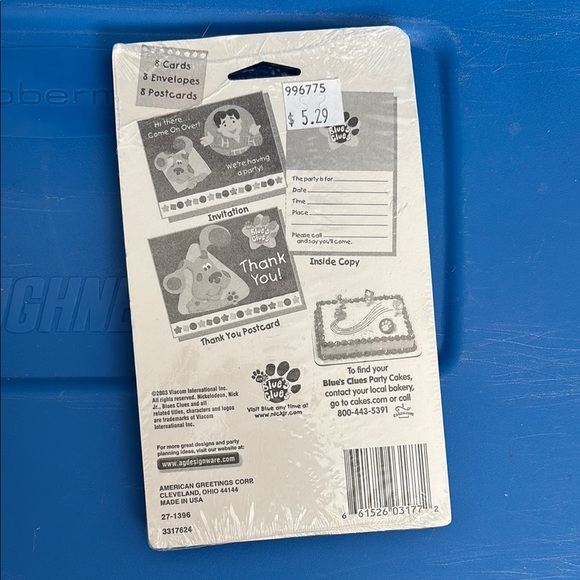 8 Cards
8 Envelopes
8 Postcards
996775
$ 5.29
Hi there...
Come On Over!
We're having
a party!
Invitation
Blue's
Clues
The party is for
Date
Time
Place
Please call
and say you'll come.
Inside Copy
Blue's
Clues
Thank
You!
Thank You Postcard
©2003 Viacom International Inc.
All rights reserved. Nickelodeon, Nick
Jr., Blues Clues and all
related titles, characters and logos
are trademarks of Viacom
International Inc.
Blue's
Clues
Visit Blue any time at
www.nickjr.com
To find your
Blue's Clues Party Cakes,
contact your local bakery,
go to cakes.com or call
800-443-5391
For more great designs and party
planning ideas, visit our website at:
www.agdesignware.com
AMERICAN GREETINGS CORP.
CLEVELAND, OHIO 44144
MADE IN USA
27-1396
3317624
6 61526 03177 2